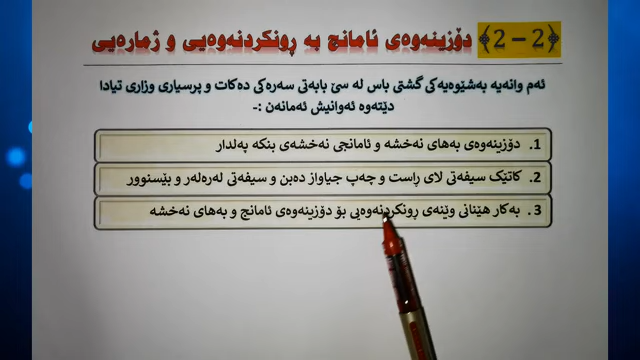 ﴿2 – 2﴾ دۆزینەوەی ئامانج بە ڕونکردنەوەیی و ژمارەیی
ئەم وانەیە بەشێوەیەکی گشتی باس لە سێ بابەتی سەرەکی دەکات و پرسیاری وزاری تیادا
دێتەوە ئەوانیش ئەمانەن :-
1. دۆزینەوەی بەهای نەخشە و ئامانجی نەخشەی بنکە پەلدار
2. کاتێک سیفەتی لای ڕاست و چەپ جیاواز دەبن و سیفەتی لەرەلەر و بێسنوور
3. بەکار هێنانی وێنەی ڕونکردنەوەیی بۆ دۆزینەوەی ئامانج و بەهای نەخشە